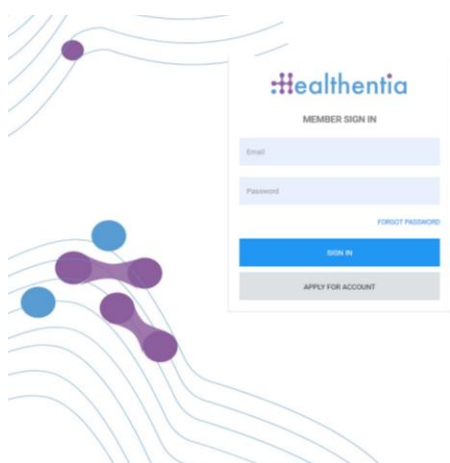 Healthentia
MEMBER SIGN IN
Email
Password
FORGOT PASSWORD
SIGN IN
APPLY FOR ACCOUNT